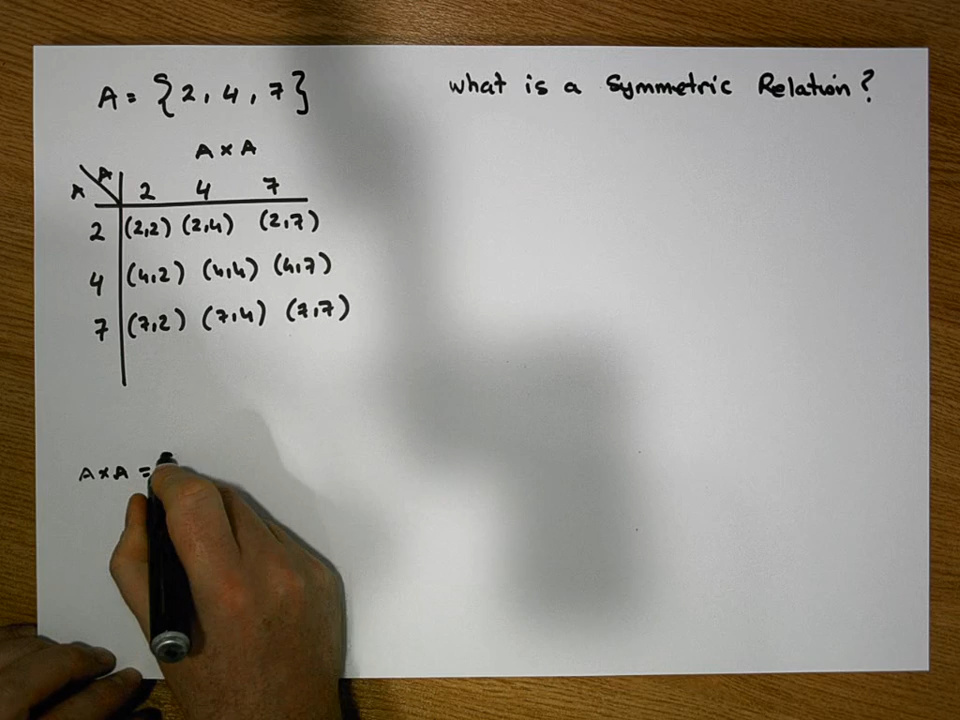 A = {2, 4, 7}
what is a Symmetric Relation?
A × A
A A 2 4 7
2 (2,2) (2,4) (2,7)
4 (4,2) (4,4) (4,7)
7 (7,2) (7,4) (7,7)
A×A =